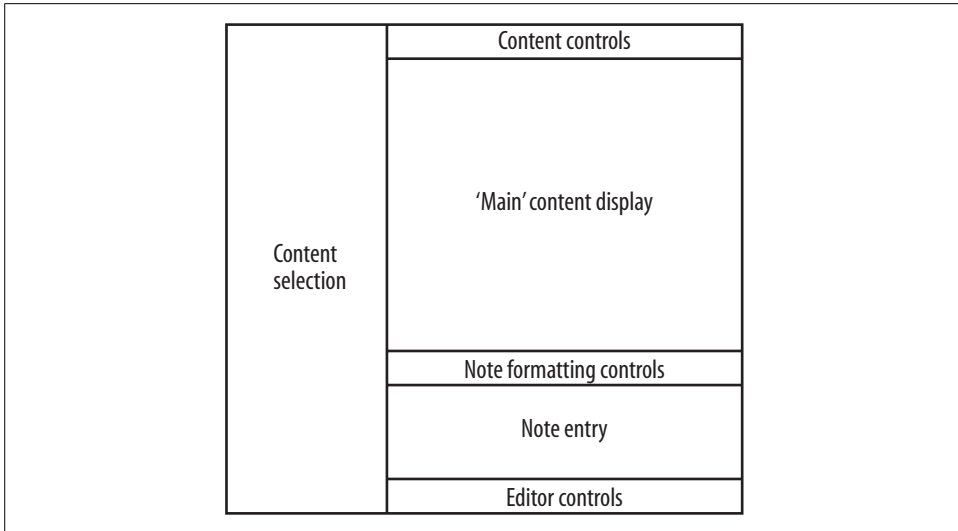 Content controls
'Main' content display
Content
selection
Note formatting controls
Note entry
Editor controls